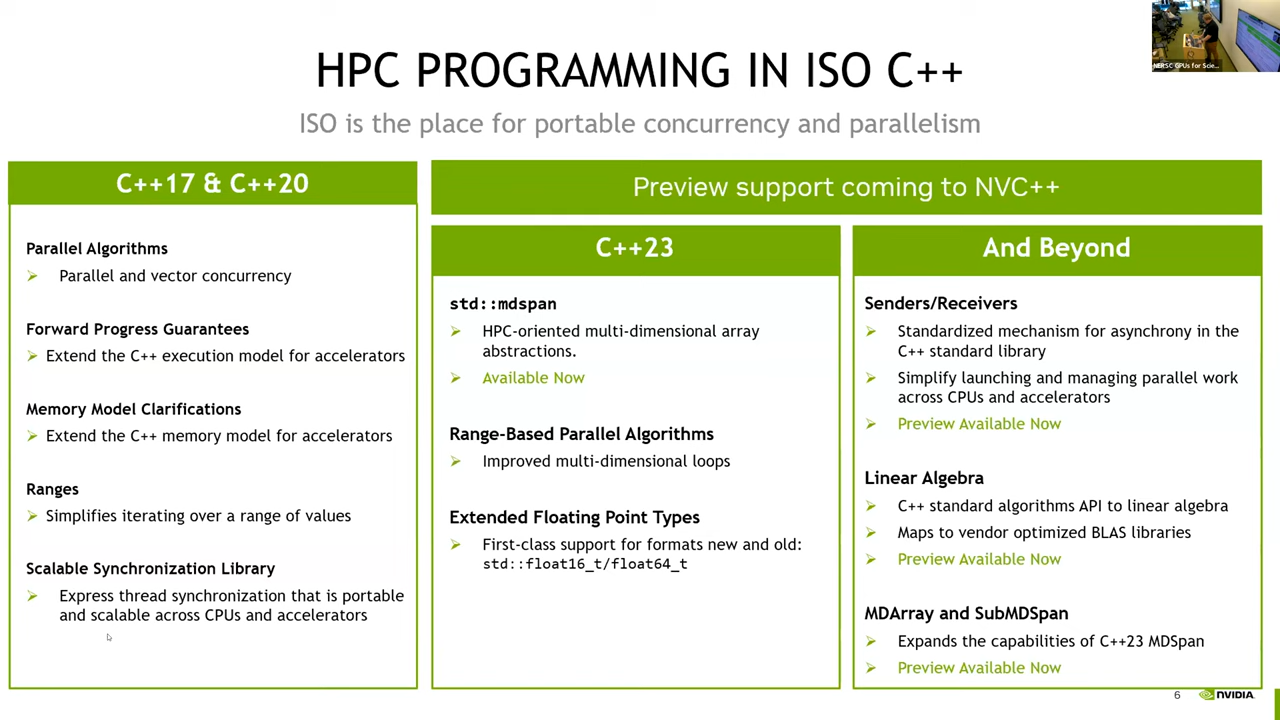 HPC PROGRAMMING IN ISO C++
ISO is the place for portable concurrency and parallelism
C++17 & C++20
Parallel Algorithms
Parallel and vector concurrency
Forward Progress Guarantees
Extend the C++ execution model for accelerators
Memory Model Clarifications
Extend the C++ memory model for accelerators
Ranges
Simplifies iterating over a range of values
Scalable Synchronization Library
Express thread synchronization that is portable
and scalable across CPUs and accelerators
Preview support coming to NVC++
C++23
std::mdspan
HPC-oriented multi-dimensional array
abstractions.
Available Now
Range-Based Parallel Algorithms
Improved multi-dimensional loops
Extended Floating Point Types
First-class support for formats new and old:
std::float16_t/float64_t
And Beyond
Senders/Receivers
Standardized mechanism for asynchrony in the
C++ standard library
Simplify launching and managing parallel work
across CPUs and accelerators
Preview Available Now
Linear Algebra
C++ standard algorithms API to linear algebra
Maps to vendor optimized BLAS libraries
Preview Available Now
MDArray and SubMDSpan
Expands the capabilities of C++23 MDSpan
Preview Available Now
6
NVIDIA
NERSC GPUs for Scie...